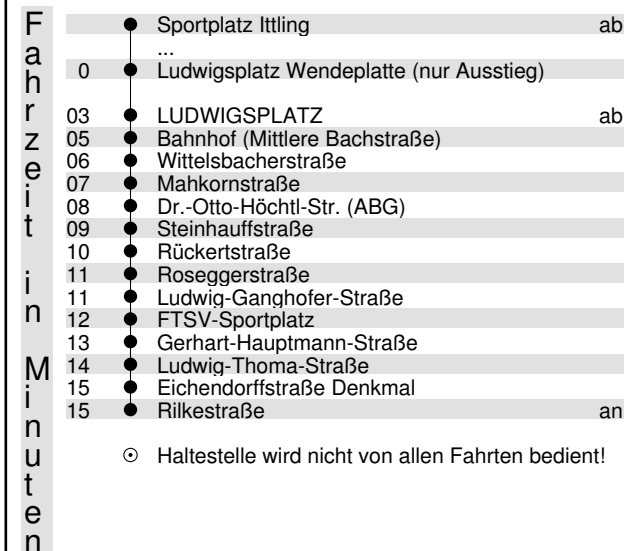 Fahrzeit in Minuten
Sportplatz Ittling ab
...
0 Ludwigsplatz Wendeplatte (nur Ausstieg)
03 LUDWIGSPLATZ ab
05 Bahnhof (Mittlere Bachstraße)
06 Wittelsbacherstraße
07 Mahkornstraße
08 Dr.-Otto-Höchtl-Str. (ABG)
09 Steinhauffstraße
10 Rückertstraße
11 Roseggerstraße
11 Ludwig-Ganghofer-Straße
12 FTSV-Sportplatz
13 Gerhart-Hauptmann-Straße
14 Ludwig-Thoma-Straße
15 Eichendorffstraße Denkmal
15 Rilkestraße an
☉ Haltestelle wird nicht von allen Fahrten bedient!